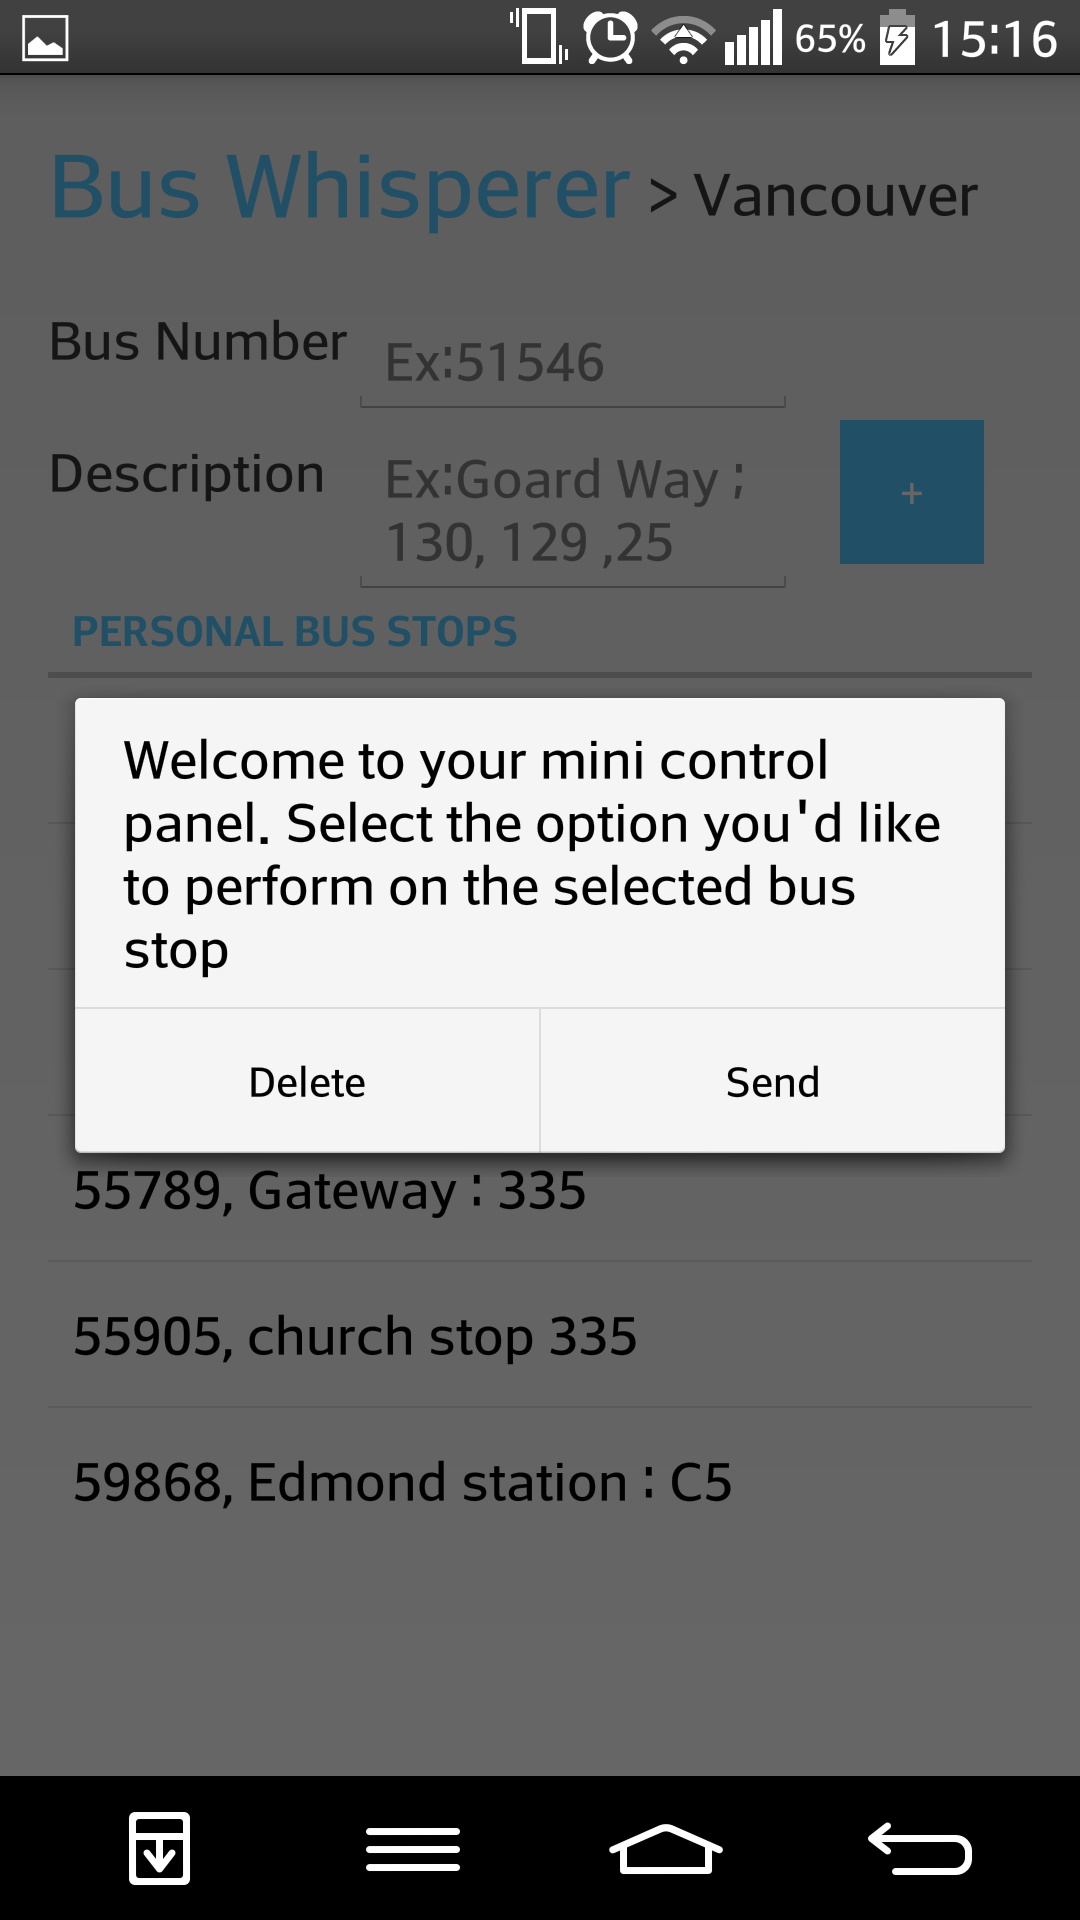 65% 15:16
Bus Whisperer > Vancouver
Bus Number Ex:51546
Description Ex:Goard Way ;
130, 129 ,25
+
PERSONAL BUS STOPS
Welcome to your mini control
panel. Select the option you'd like
to perform on the selected bus
stop
Delete Send
55789, Gateway : 335
55905, church stop 335
59868, Edmond station : C5